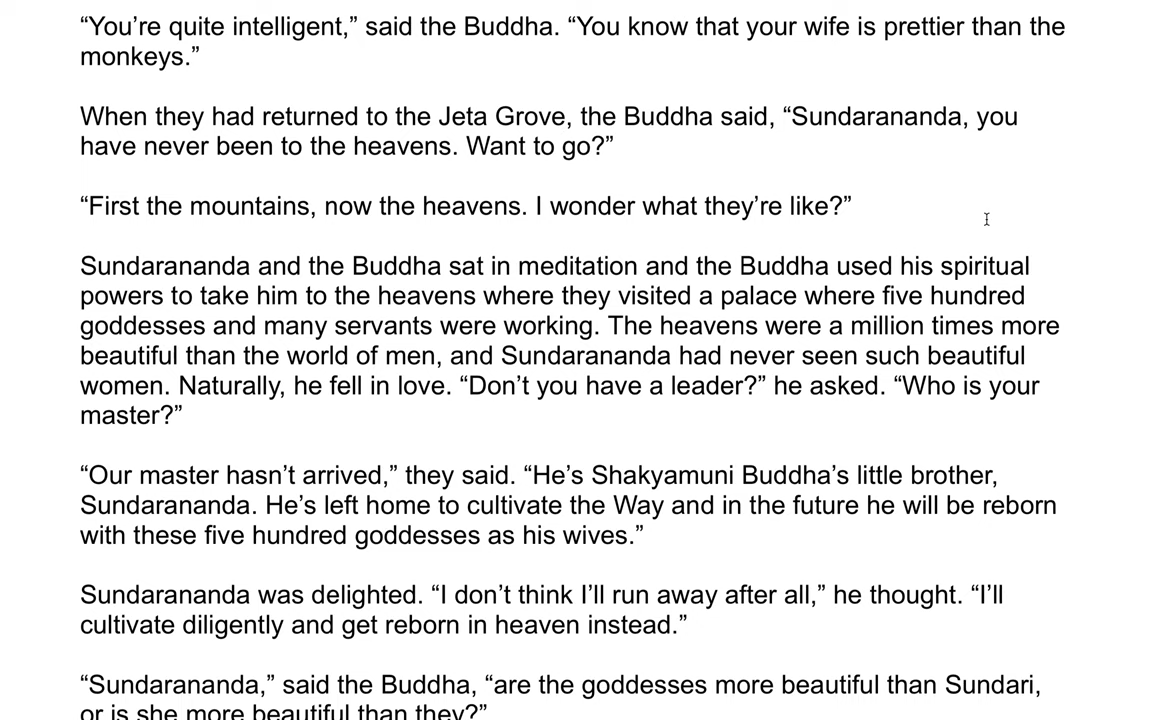 “You’re quite intelligent,” said the Buddha. “You know that your wife is prettier than the
monkeys.”
When they had returned to the Jeta Grove, the Buddha said, “Sundarananda, you
have never been to the heavens. Want to go?”
“First the mountains, now the heavens. I wonder what they’re like?”
Sundarananda and the Buddha sat in meditation and the Buddha used his spiritual
powers to take him to the heavens where they visited a palace where five hundred
goddesses and many servants were working. The heavens were a million times more
beautiful than the world of men, and Sundarananda had never seen such beautiful
women. Naturally, he fell in love. “Don’t you have a leader?” he asked. “Who is your
master?”
“Our master hasn’t arrived,” they said. “He’s Shakyamuni Buddha’s little brother,
Sundarananda. He’s left home to cultivate the Way and in the future he will be reborn
with these five hundred goddesses as his wives.”
Sundarananda was delighted. “I don’t think I’ll run away after all,” he thought. “I’ll
cultivate diligently and get reborn in heaven instead.”
“Sundarananda,” said the Buddha, “are the goddesses more beautiful than Sundari,
or is she more beautiful than they?”